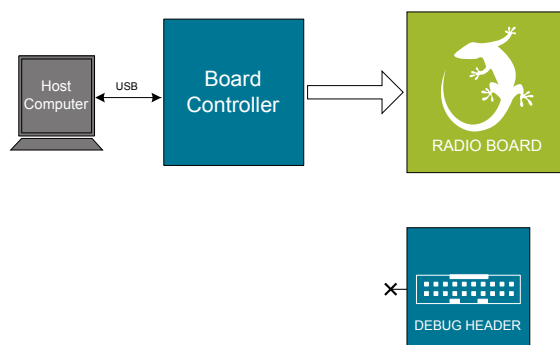 Host
Computer
USB
Board
Controller
RADIO BOARD
DEBUG HEADER